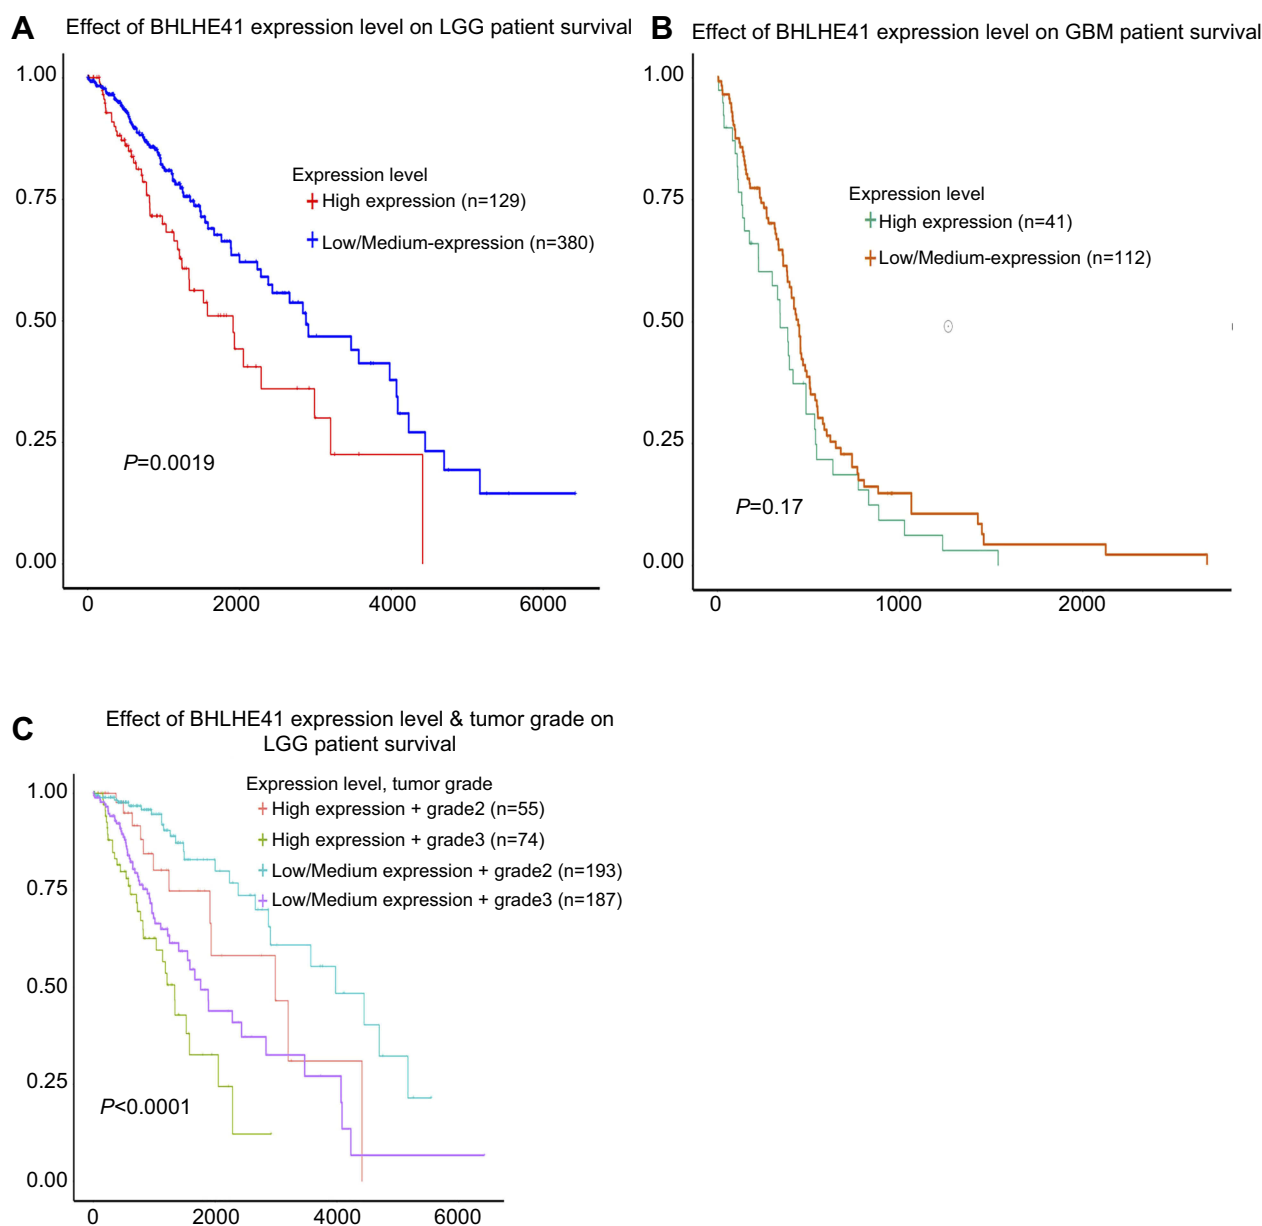 A
Effect of BHLHE41 expression level on LGG patient survival
1.00
0.75
0.50
0.25
0.00
Expression level
High expression (n=129)
Low/Medium-expression (n=380)
P=0.0019
0 2000 4000 6000
B
Effect of BHLHE41 expression level on GBM patient survival
1.00
0.75
0.50
0.25
0.00
Expression level
High expression (n=41)
Low/Medium-expression (n=112)
P=0.17
0 1000 2000
C
Effect of BHLHE41 expression level & tumor grade on
LGG patient survival
1.00
0.75
0.50
0.25
0.00
Expression level, tumor grade
High expression + grade2 (n=55)
High expression + grade3 (n=74)
Low/Medium expression + grade2 (n=193)
Low/Medium expression + grade3 (n=187)
P<0.0001
0 2000 4000 6000